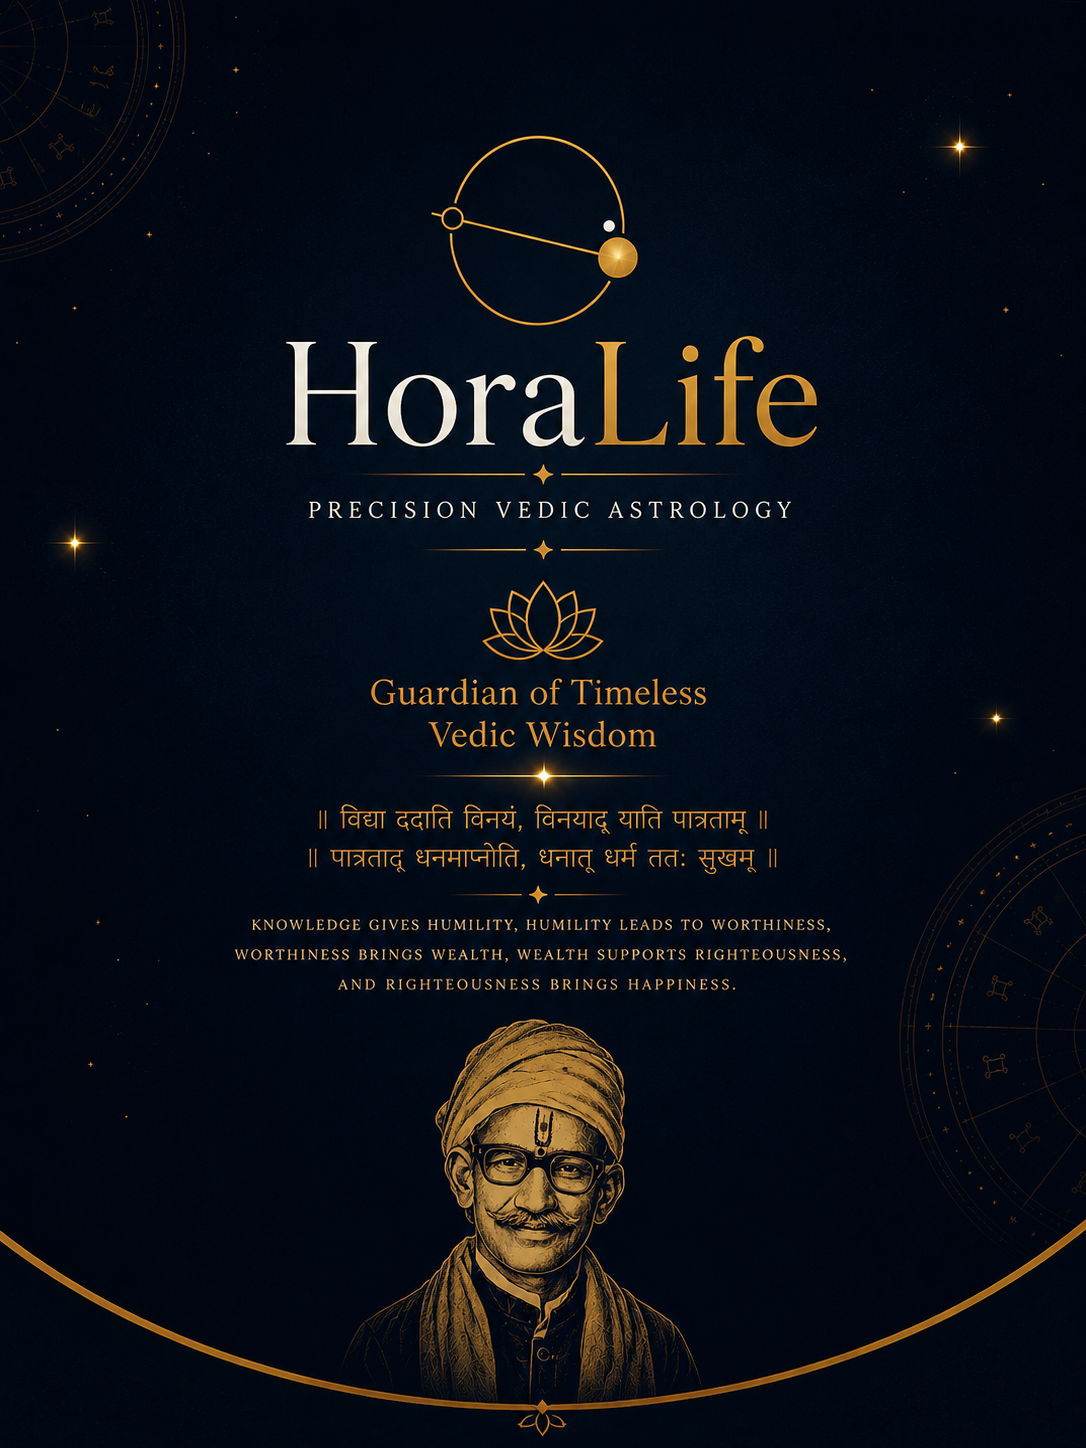 HoraLife
PRECISION VEDIC ASTROLOGY
Guardian of Timeless
Vedic Wisdom
॥ विद्या ददाति विनयं, विनयाद् याति पात्रताम् ॥
॥ पात्रताद् धनमाप्नोति, धनात् धर्म ततः सुखम् ॥
KNOWLEDGE GIVES HUMILITY, HUMILITY LEADS TO WORTHINESS,
WORTHINESS BRINGS WEALTH, WEALTH SUPPORTS RIGHTEOUSNESS,
AND RIGHTEOUSNESS BRINGS HAPPINESS.